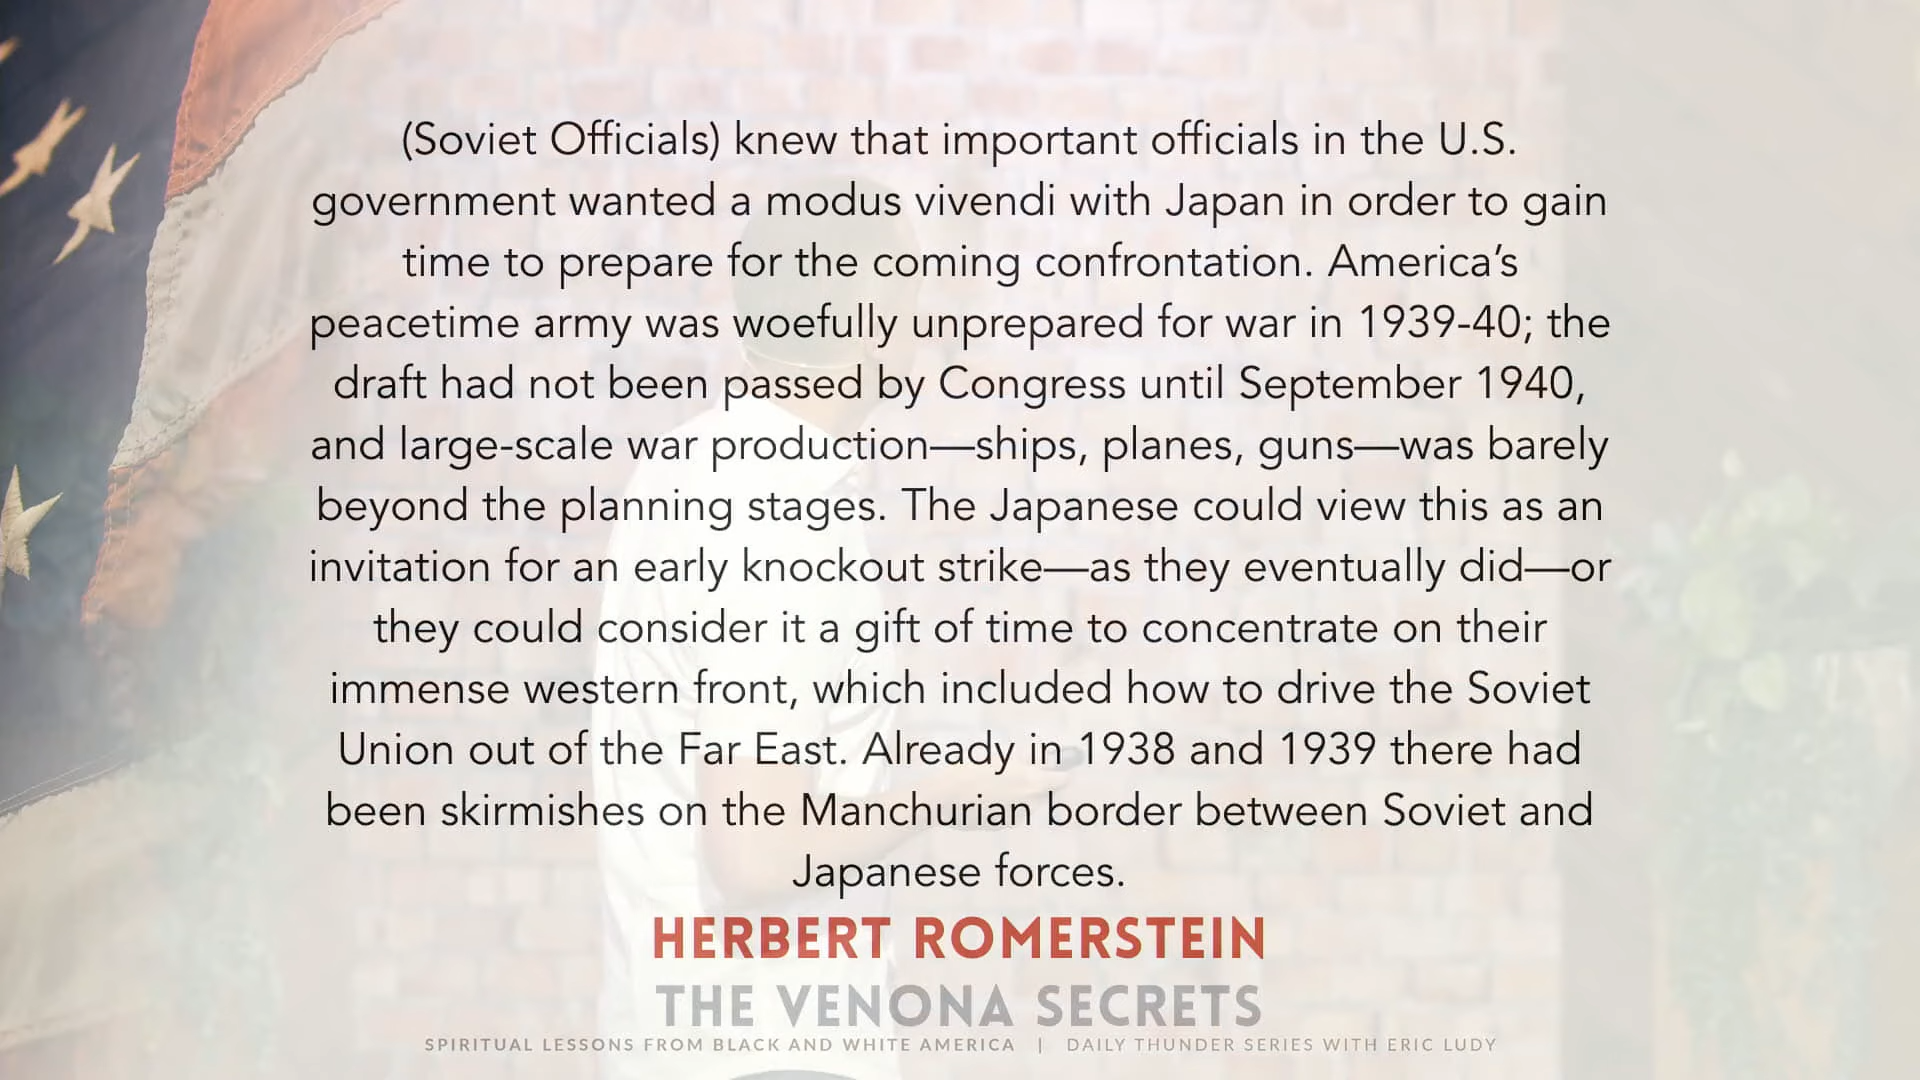 (Soviet Officials) knew that important officials in the U.S.
government wanted a modus vivendi with Japan in order to gain
time to prepare for the coming confrontation. America’s
peacetime army was woefully unprepared for war in 1939-40; the
draft had not been passed by Congress until September 1940,
and large-scale war production—ships, planes, guns—was barely
beyond the planning stages. The Japanese could view this as an
invitation for an early knockout strike—as they eventually did—or
they could consider it a gift of time to concentrate on their
immense western front, which included how to drive the Soviet
Union out of the Far East. Already in 1938 and 1939 there had
been skirmishes on the Manchurian border between Soviet and
Japanese forces.
HERBERT ROMERSTEIN
THE VENONA SECRETS
SPIRITUAL LESSONS FROM BLACK AND WHITE AMERICA | DAILY THUNDER SERIES WITH ERIC LUDY